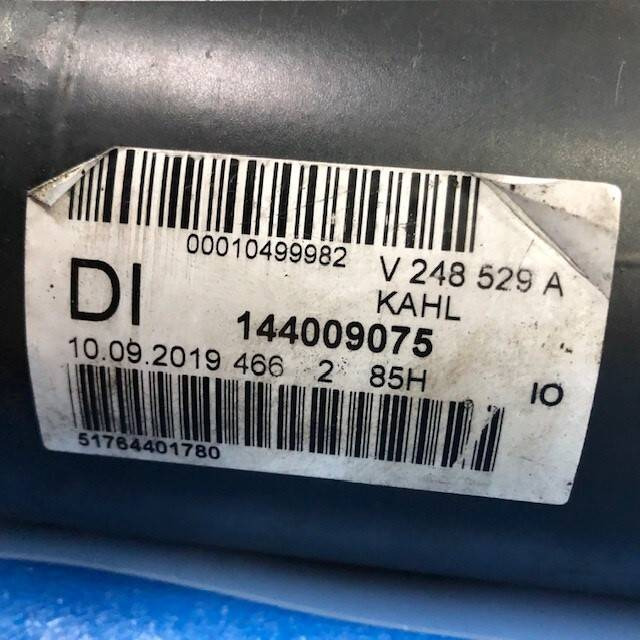 00010499982 V 248 529 A
DI KAHL
144009075
10.09.2019 466 2 85H IO
51764401780